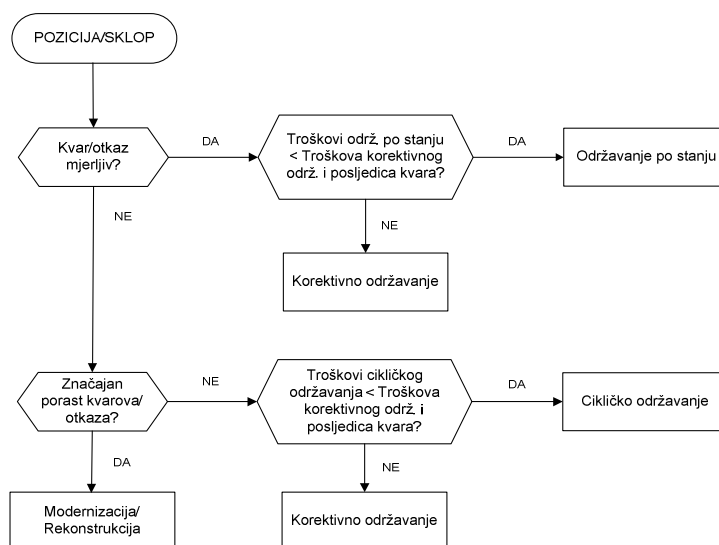 POZICIJA/SKLOP
Kvar/otkaz
mjerljiv?
DA
Troškovi održ. po stanju
< Troškova korektivnog
održ. i posljedica kvara?
DA
Održavanje po stanju
NE
NE
Korektivno održavanje
Značajan
porast kvarova/
otkaza?
NE
Troškovi cikličkog
održavanja < Troškova
korektivnog održ. i
posljedica kvara?
DA
Cikličko održavanje
DA
NE
Modernizacija/
Rekonstrukcija
Korektivno održavanje